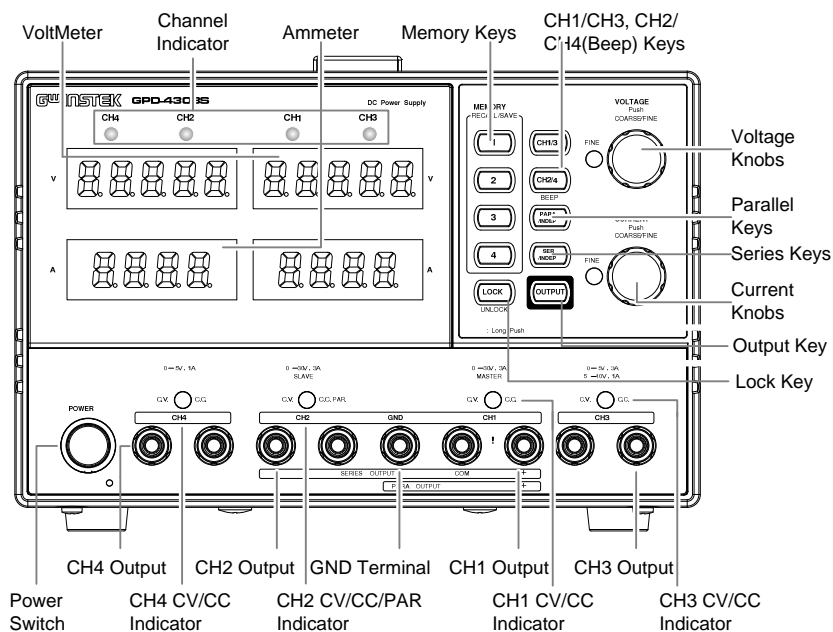 VoltMeter
Channel
Indicator
Ammeter
Memory Keys
CH1/CH3, CH2/
CH4(Beep) Keys
GWINSTEK GPD-4303S
DC Power Supply
CH4 CH2 CH1 CH3
V V
A A
MEMORY
RECALL/SAVE
1
2
3
4
LOCK
UNLOCK
: Long Push
CH1/3
CH2/4
BEEP
PARA
/INDEP
SER
/INDEP
OUTPUT
VOLTAGE
Push
COARSE/FINE
FINE
CURRENT
Push
COARSE/FINE
FINE
Voltage
Knobs
Parallel
Keys
Series Keys
Current
Knobs
Output Key
Lock Key
POWER
0~5V, 1A
C.V. C.C.
CH4
0~30V, 3A
SLAVE
C.V. C.C. PAR.
CH2
GND
0~30V, 3A
MASTER
C.V. C.C.
CH1
!
0~5V, 3A
5~10V, 1A
C.V. C.C.
CH3
- SERIES OUTPUT COM +
- PARA OUTPUT +
CH4 Output
CH2 Output
GND Terminal
CH1 Output
CH3 Output
Power
Switch
CH4 CV/CC
Indicator
CH2 CV/CC/PAR
Indicator
CH1 CV/CC
Indicator
CH3 CV/CC
Indicator